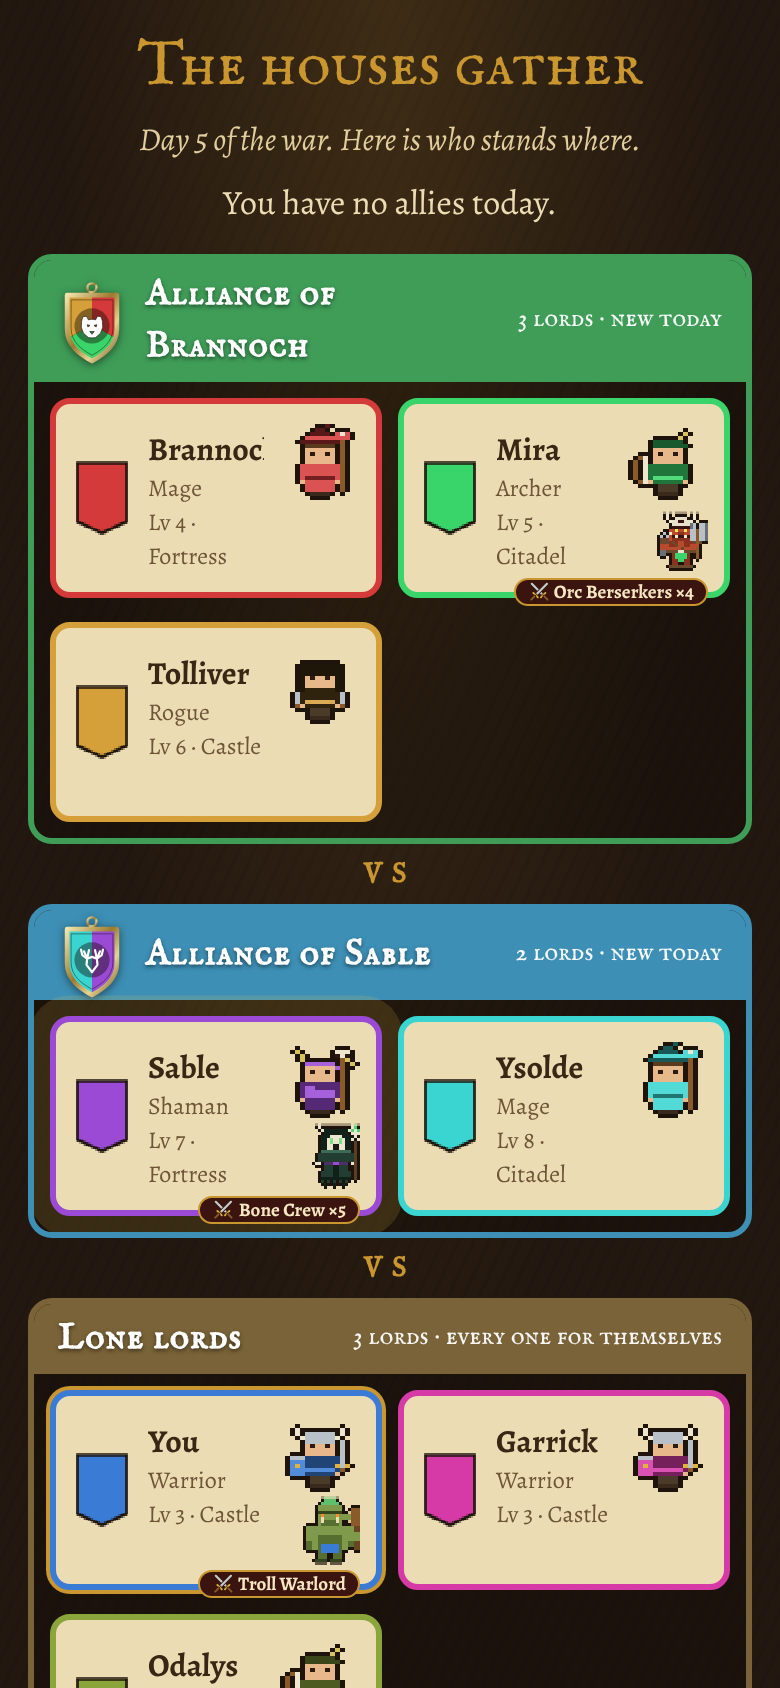 The houses gather
Day 5 of the war. Here is who stands where.
You have no allies today.
Alliance of
Brannoch
3 lords · new today
Brannoc
Mage
Lv 4 ·
Fortress
Mira
Archer
Lv 5 ·
Citadel
Orc Berserkers ×4
Tolliver
Rogue
Lv 6 · Castle
VS
Alliance of Sable
2 lords · new today
Sable
Shaman
Lv 7 ·
Fortress
Bone Crew ×5
Ysolde
Mage
Lv 8 ·
Citadel
VS
Lone lords
3 lords · every one for themselves
You
Warrior
Lv 3 · Castle
Troll Warlord
Garrick
Warrior
Lv 3 · Castle
Odalys